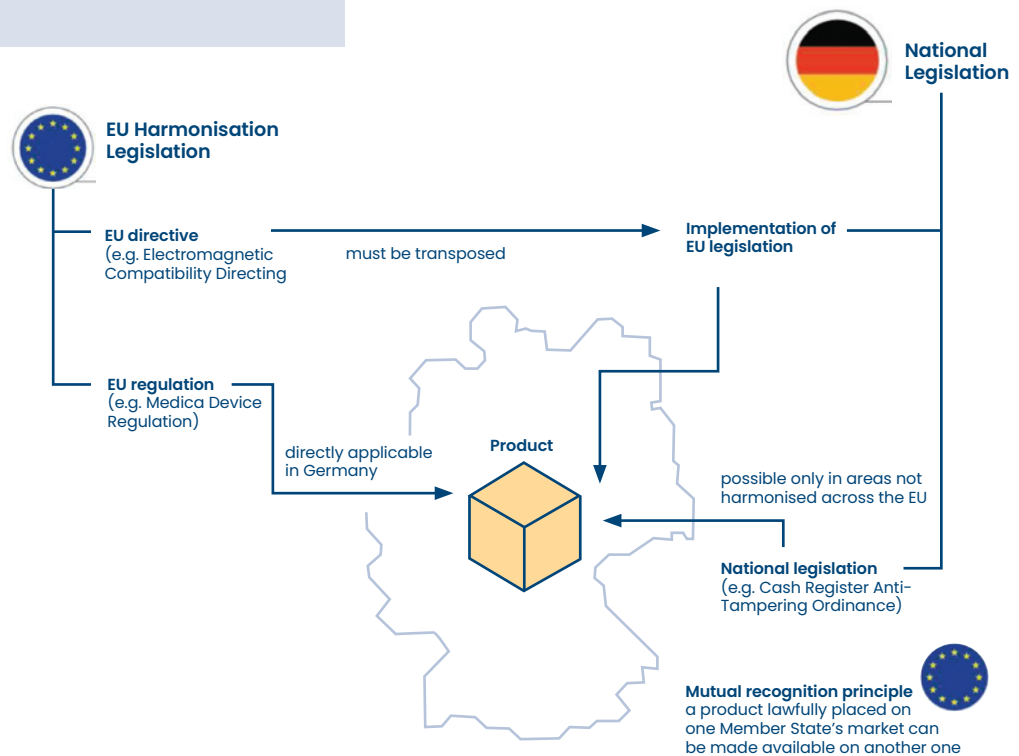 National
Legislation
EU Harmonisation
Legislation
EU directive
(e.g. Electromagnetic
Compatibility Directing
must be transposed
Implementation of
EU legislation
EU regulation
(e.g. Medica Device
Regulation)
directly applicable
in Germany
Product
possible only in areas not
harmonised across the EU
National legislation
(e.g. Cash Register Anti-
Tampering Ordinance)
Mutual recognition principle
a product lawfully placed on
one Member State's market can
be made available on another one